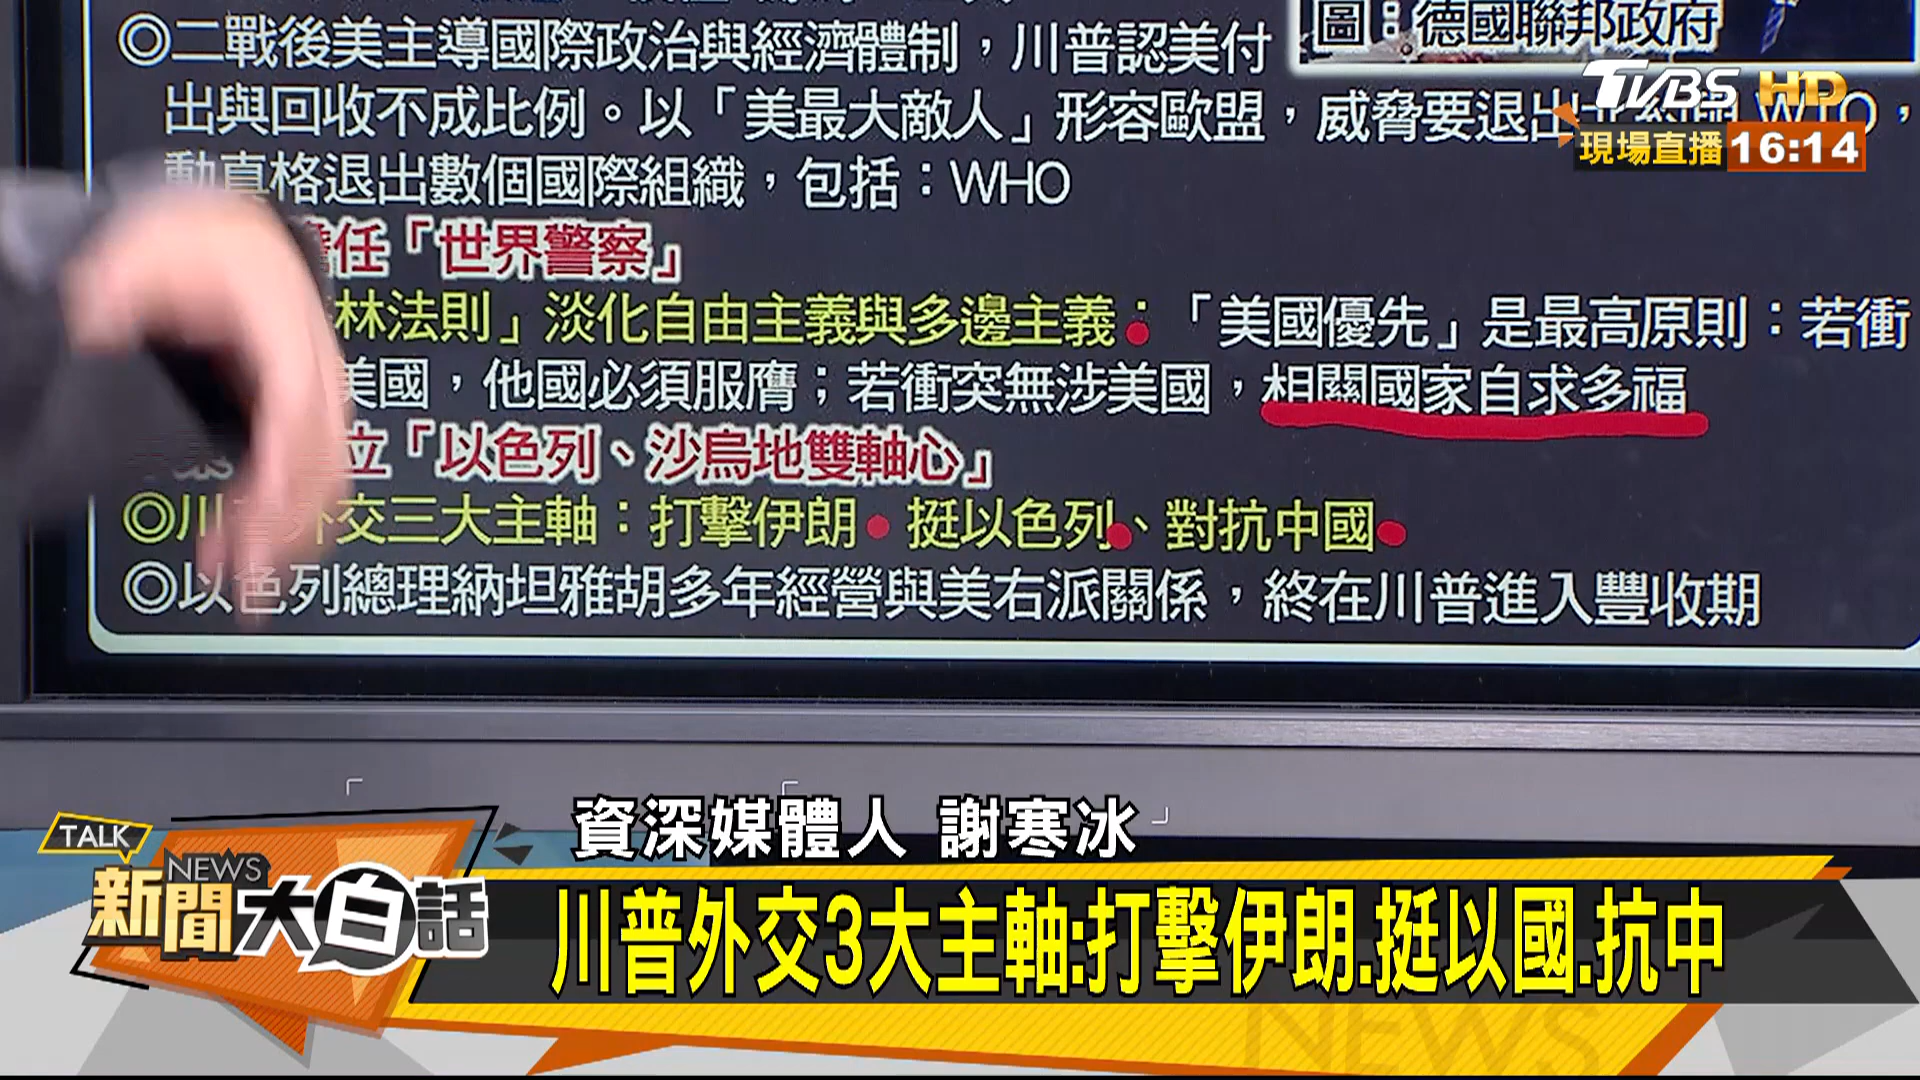 圖：德國聯邦政府
◎二戰後美主導國際政治與經濟體制，川普認美付
出與回收不成比例。以「美最大敵人」形容歐盟，威脅要退出北約與WTO，
動真格退出數個國際組織，包括：WHO
擔任「世界警察」
林法則」淡化自由主義與多邊主義；「美國優先」是最高原則：若衝
美國，他國必須服膺；若衝突無涉美國，相關國家自求多福
立「以色列、沙烏地雙軸心」
◎川普外交三大主軸：打擊伊朗、挺以色列、對抗中國
◎以色列總理納坦雅胡多年經營與美右派關係，終在川普進入豐收期
TVBS HD
現場直播 16:14
資深媒體人 謝寒冰
TALK
NEWS
新聞大白話
川普外交3大主軸:打擊伊朗.挺以國.抗中
NEWS